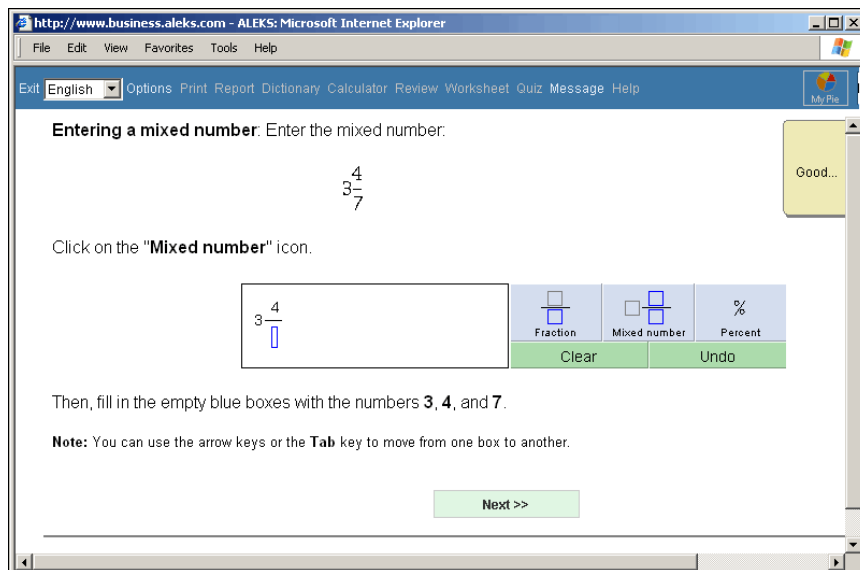 http://www.business.aleks.com - ALEKS: Microsoft Internet Explorer
File Edit View Favorites Tools Help
Exit English Options Print Report Dictionary Calculator Review Worksheet Quiz Message Help
My Pie
Entering a mixed number: Enter the mixed number:
Good...
3 4/7
Click on the "Mixed number" icon.
3 4
%
Fraction Mixed number Percent
Clear Undo
Then, fill in the empty blue boxes with the numbers 3, 4, and 7.
Note: You can use the arrow keys or the Tab key to move from one box to another.
Next >>